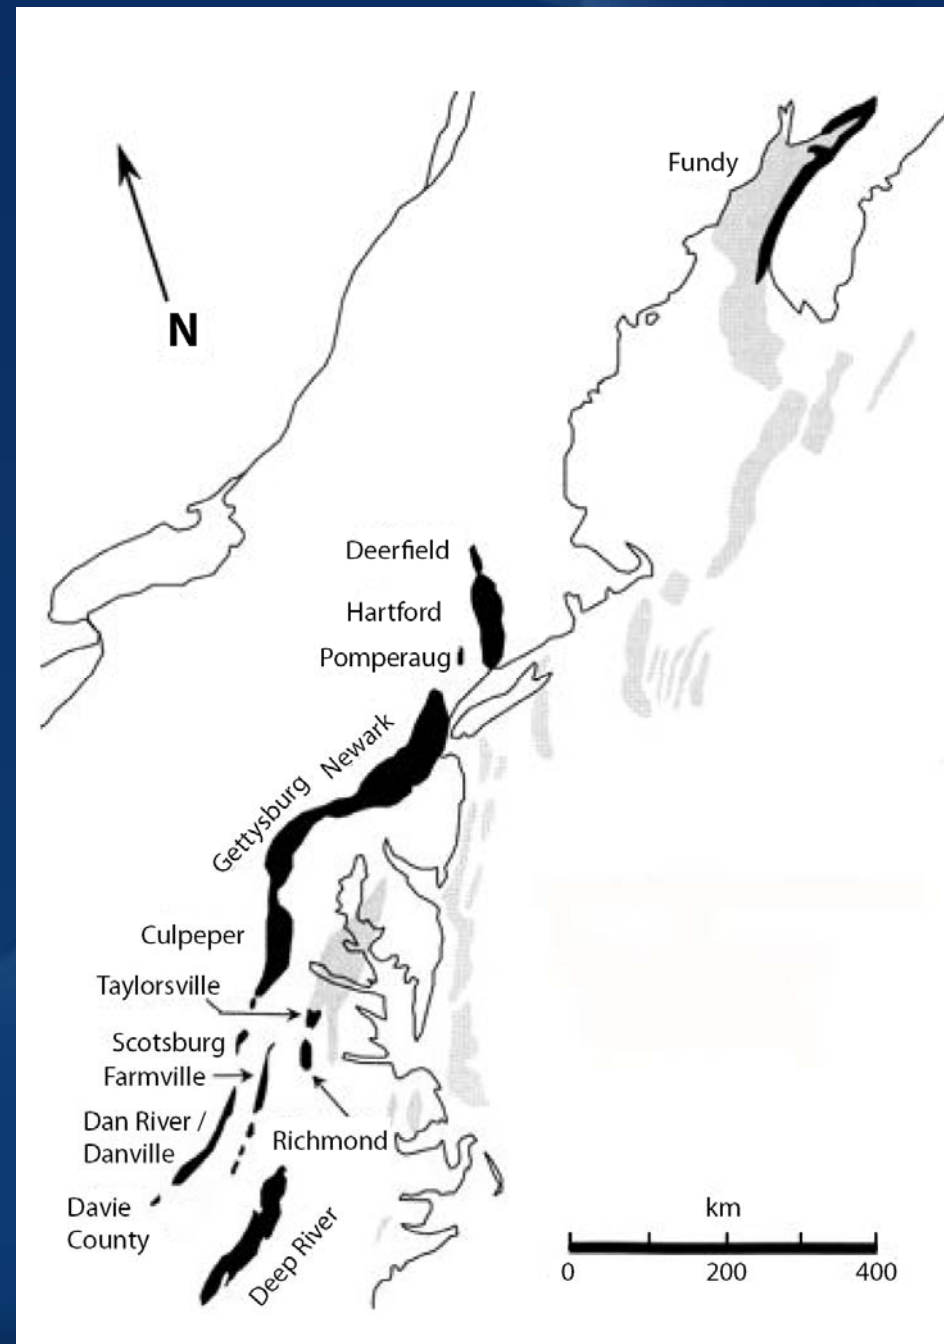 Fundy
N
Deerfield
Hartford
Pomperaug
Newark
Gettysburg
Culpeper
Taylorsville
Scotsburg
Farmville
Dan River /
Danville
Richmond
Davie
County
Deep River
km
0 200 400